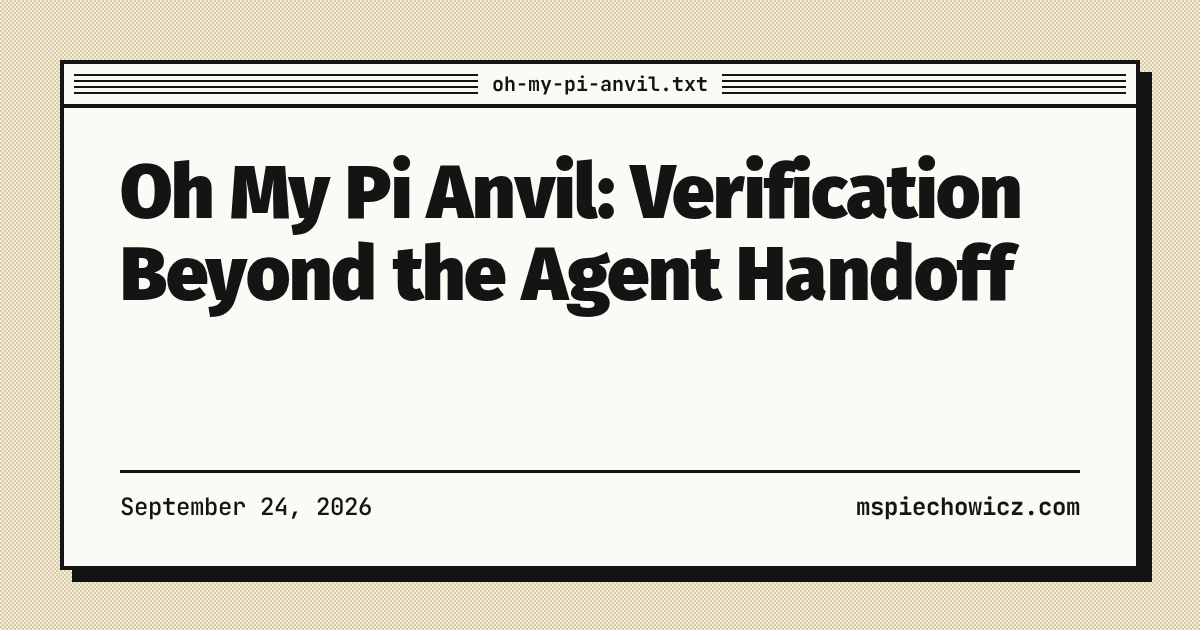 oh-my-pi-anvil.txt
Oh My Pi Anvil: Verification
Beyond the Agent Handoff
September 24, 2026
mspiechowicz.com